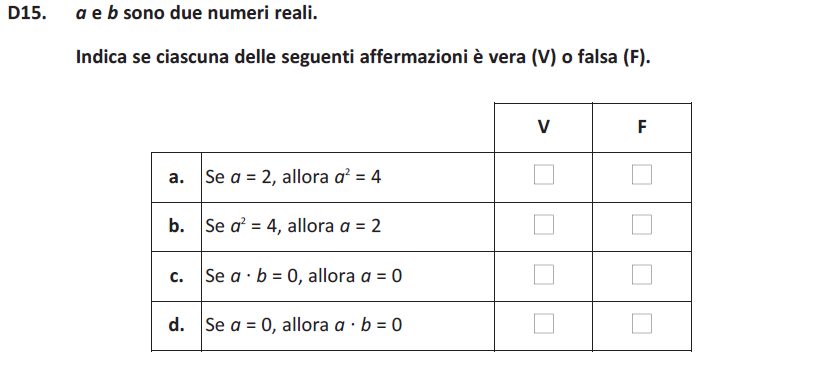 D15. a e b sono due numeri reali.
Indica se ciascuna delle seguenti affermazioni è vera (V) o falsa (F).
V F
a. Se a = 2, allora a² = 4
b. Se a² = 4, allora a = 2
c. Se a · b = 0, allora a = 0
d. Se a = 0, allora a · b = 0